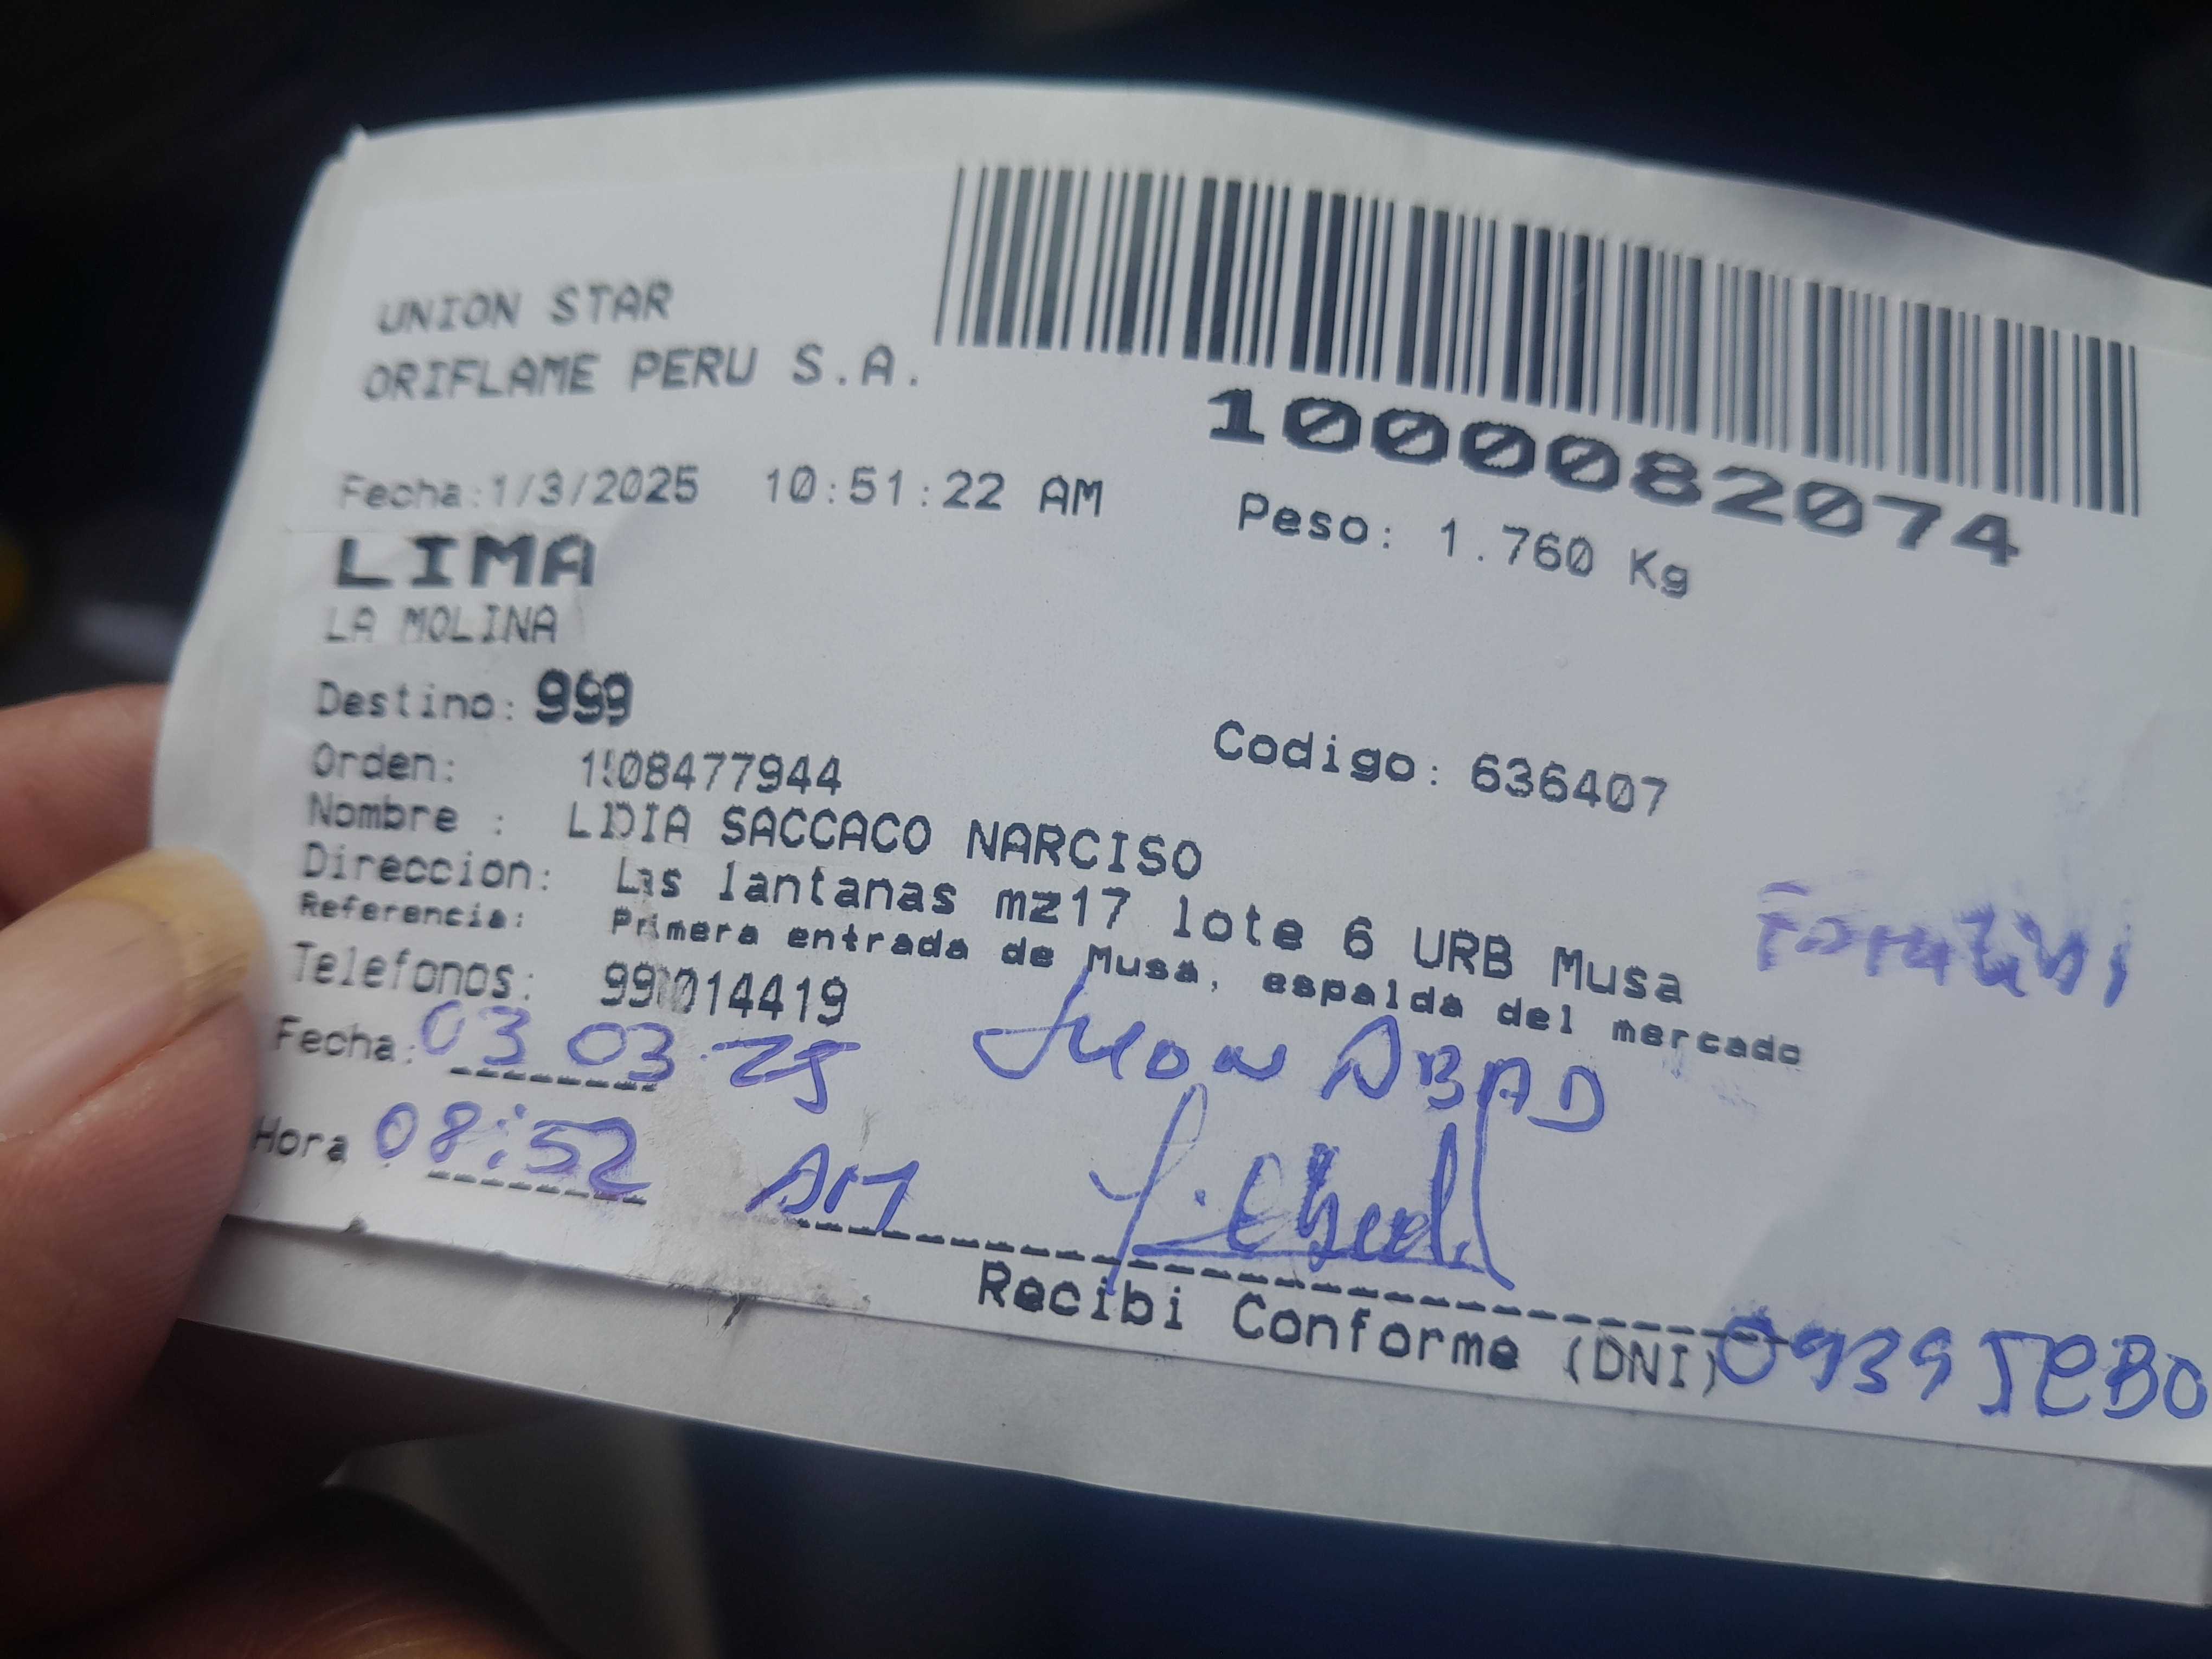 UNION STAR
ORIFLAME PERU S.A.
1000082074
Fecha:1/3/2025 10:51:22 AM
Peso: 1.760 Kg
LIMA
LA MOLINA
Destino: 999
Codigo: 636407
Orden:
Nombre : LIDIA SACCACO NARCISO
Direccion: Las lantanas mz17 lote 6 URB Musa
Referencia: Primera entrada de Musa, espalda del mercado
Telefonos:
Fecha: 03 03 25
ABAD
Hora 08:52 AM
Recibi Conforme (DNI)